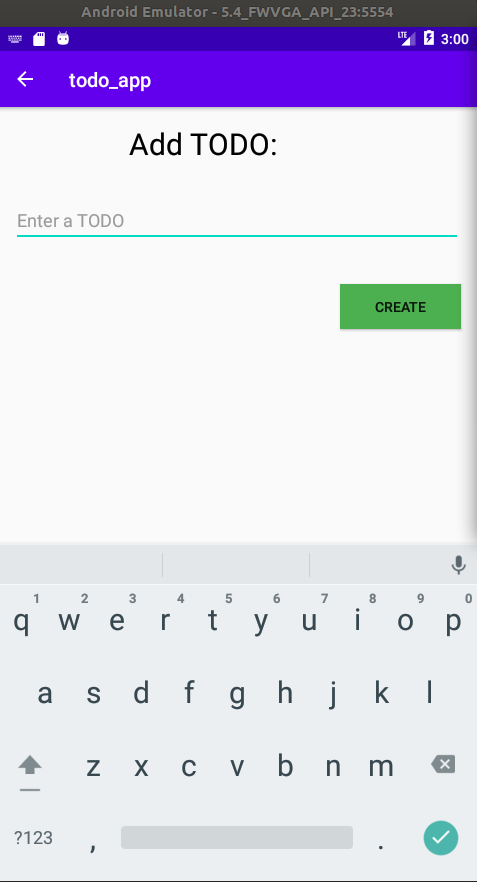 Android Emulator - 5.4_FWVGA_API_23:5554
LTE 3:00
todo_app
Add TODO:
Enter a TODO
CREATE
1 2 3 4 5 6 7 8 9 0
q w e r t y u i o p
a s d f g h j k l
z x c v b n m
?123 , .